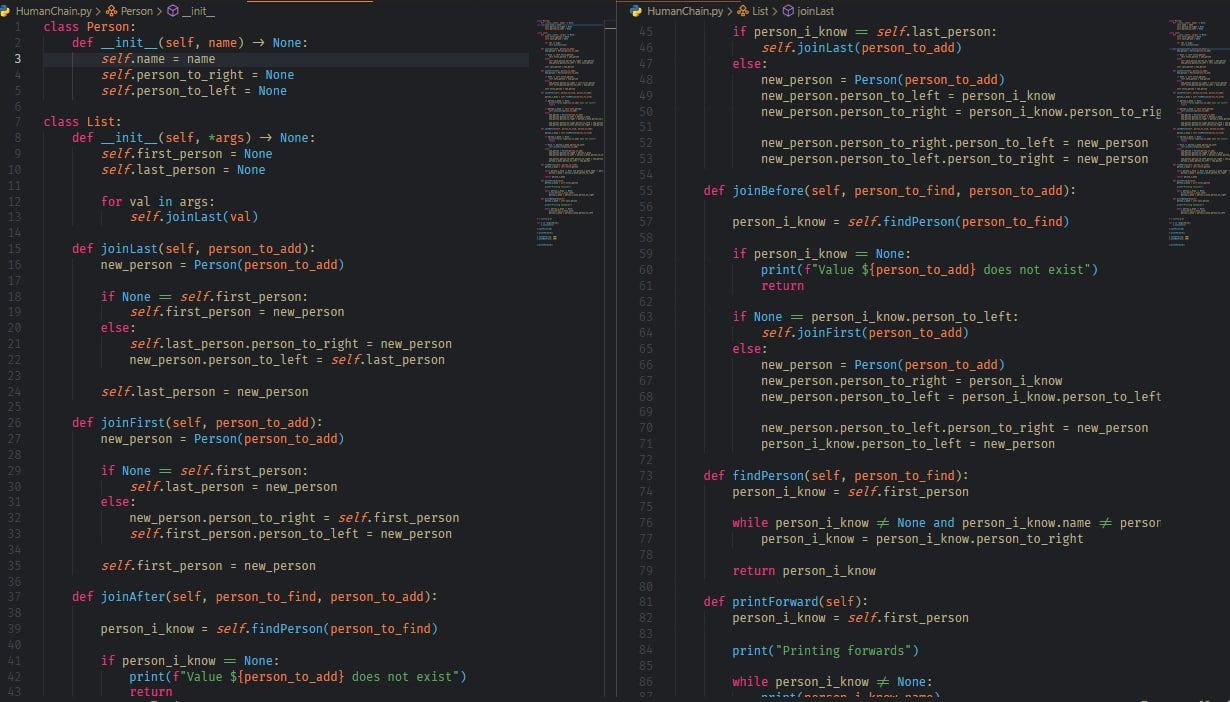 HumanChain.py > Person > __init__
1 class Person:
2     def __init__(self, name) -> None:
3         self.name = name
4         self.person_to_right = None
5         self.person_to_left = None
6
7 class List:
8     def __init__(self, *args) -> None:
9         self.first_person = None
10         self.last_person = None
11
12         for val in args:
13             self.joinLast(val)
14
15     def joinLast(self, person_to_add):
16         new_person = Person(person_to_add)
17
18         if None == self.first_person:
19             self.first_person = new_person
20         else:
21             self.last_person.person_to_right = new_person
22             new_person.person_to_left = self.last_person
23
24         self.last_person = new_person
25
26     def joinFirst(self, person_to_add):
27         new_person = Person(person_to_add)
28
29         if None == self.first_person:
30             self.last_person = new_person
31         else:
32             new_person.person_to_right = self.first_person
33             self.first_person.person_to_left = new_person
34
35         self.first_person = new_person
36
37     def joinAfter(self, person_to_find, person_to_add):
38
39         person_i_know = self.findPerson(person_to_find)
40
41         if person_i_know == None:
42             print(f"Value ${person_to_add} does not exist")
43             return
HumanChain.py > List > joinLast
45         if person_i_know == self.last_person:
46             self.joinLast(person_to_add)
47         else:
48             new_person = Person(person_to_add)
49             new_person.person_to_left = person_i_know
50             new_person.person_to_right = person_i_know.person_to_rig
51
52             new_person.person_to_right.person_to_left = new_person
53             new_person.person_to_left.person_to_right = new_person
54
55     def joinBefore(self, person_to_find, person_to_add):
56
57         person_i_know = self.findPerson(person_to_find)
58
59         if person_i_know == None:
60             print(f"Value ${person_to_add} does not exist")
61             return
62
63         if None == person_i_know.person_to_left:
64             self.joinFirst(person_to_add)
65         else:
66             new_person = Person(person_to_add)
67             new_person.person_to_right = person_i_know
68             new_person.person_to_left = person_i_know.person_to_left
69
70             new_person.person_to_left.person_to_right = new_person
71             person_i_know.person_to_left = new_person
72
73     def findPerson(self, person_to_find):
74         person_i_know = self.first_person
75
76         while person_i_know ≠ None and person_i_know.name ≠ person
77             person_i_know = person_i_know.person_to_right
78
79         return person_i_know
80
81     def printForward(self):
82         person_i_know = self.first_person
83
84         print("Printing forwards")
85
86         while person_i_know ≠ None:
87             print(person_i_know.name)